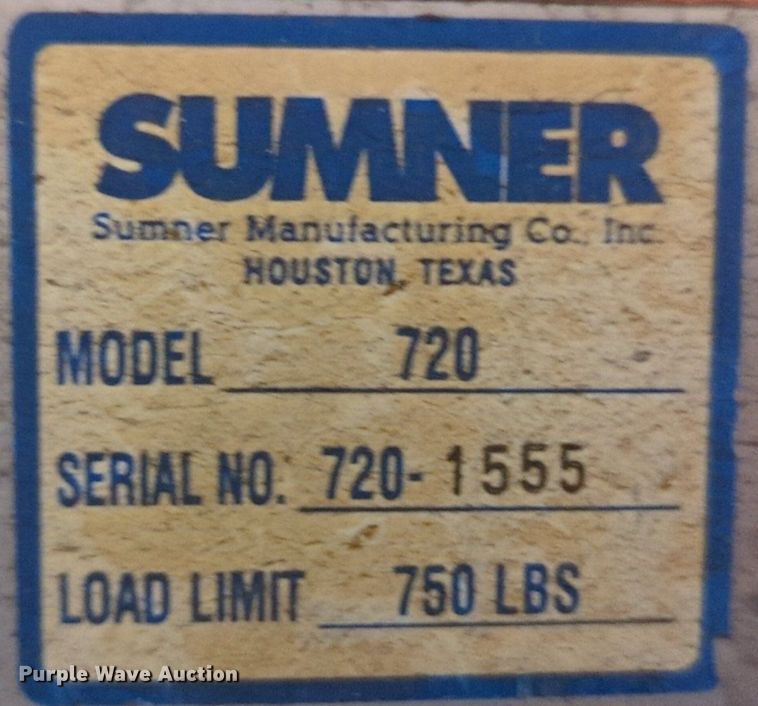 SUMNER
Sumner Manufacturing Co., Inc.
HOUSTON, TEXAS
MODEL 720
SERIAL NO. 720-1555
LOAD LIMIT 750 LBS
Purple Wave Auction